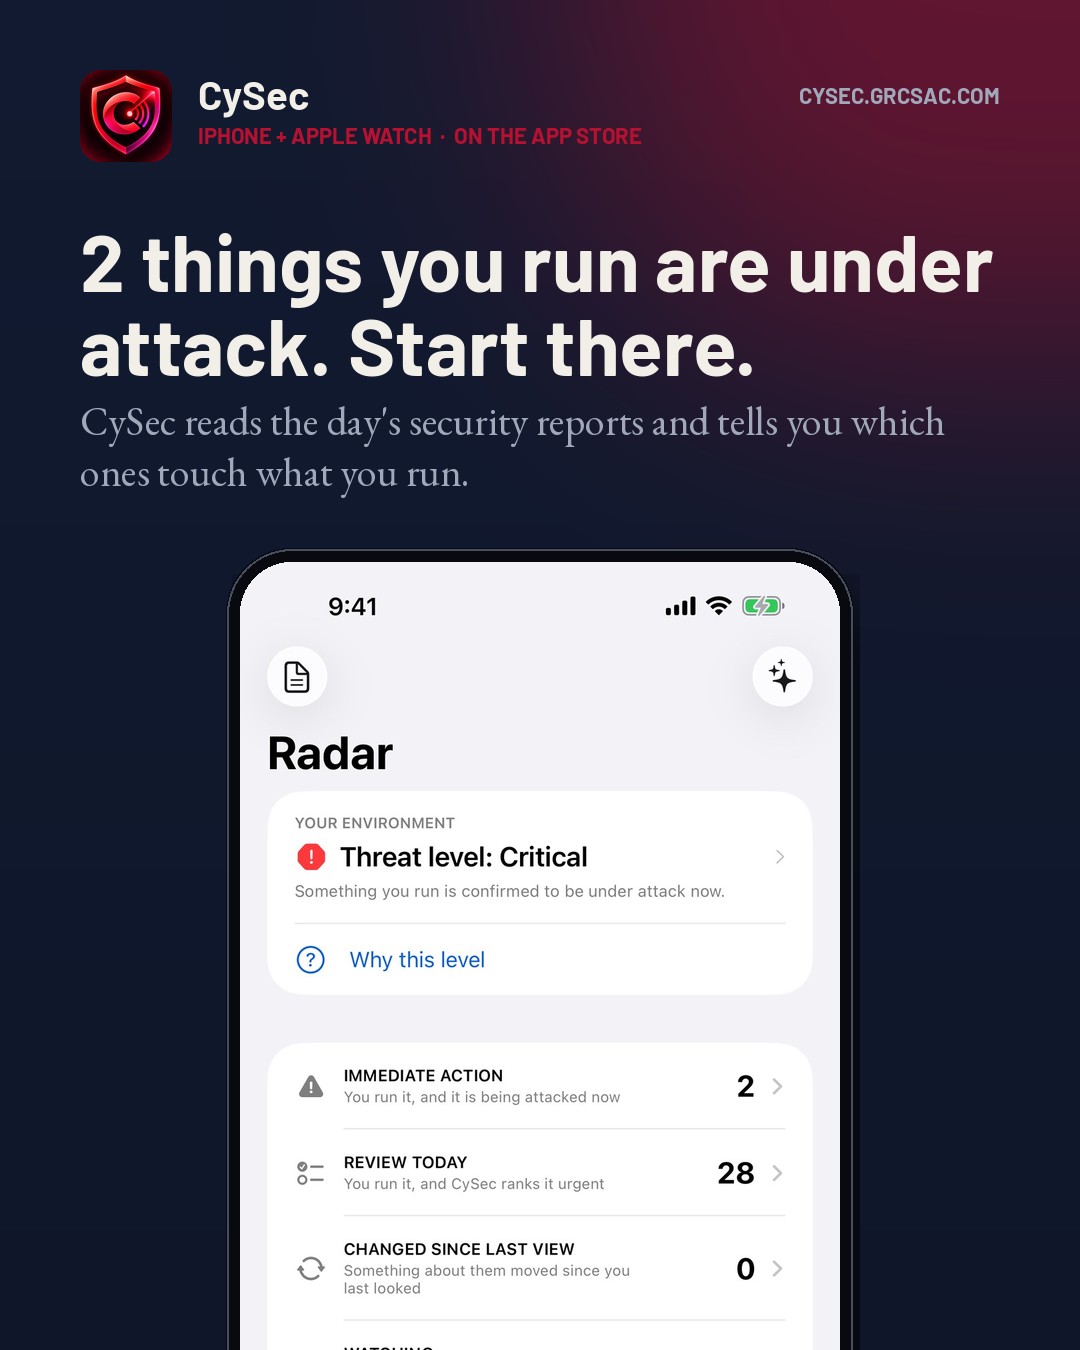 CySec
IPHONE + APPLE WATCH · ON THE APP STORE
CYSEC.GRCSAC.COM
2 things you run are under
attack. Start there.
CySec reads the day's security reports and tells you which
ones touch what you run.
9:41
Radar
YOUR ENVIRONMENT
Threat level: Critical
Something you run is confirmed to be under attack now.
Why this level
IMMEDIATE ACTION
You run it, and it is being attacked now
2
REVIEW TODAY
You run it, and CySec ranks it urgent
28
CHANGED SINCE LAST VIEW
Something about them moved since you
last looked
0